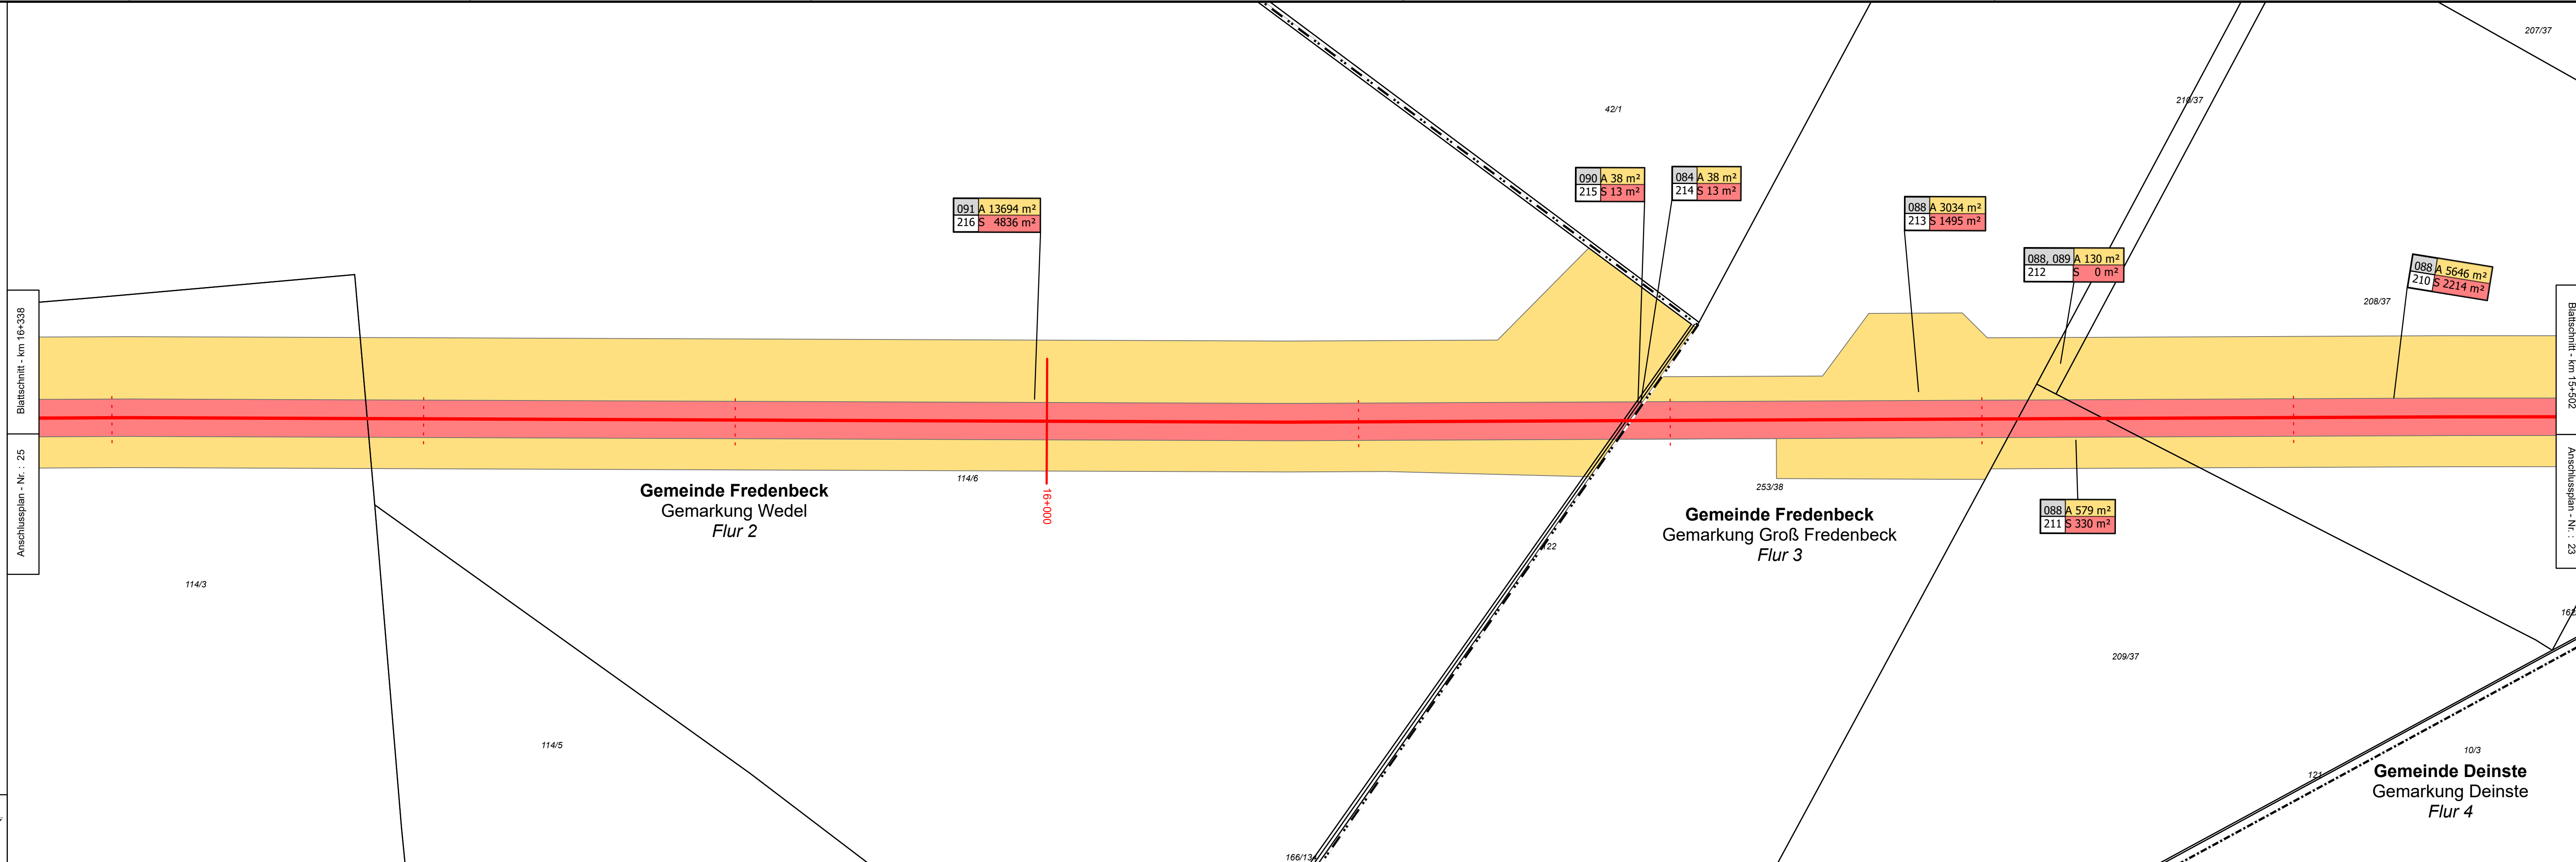 207/37
42/1
210/37
090 A 38 m²
215 S 13 m²
084 A 38 m²
214 S 13 m²
091 A 13694 m²
216 S 4836 m²
088 A 3034 m²
213 S 1495 m²
088, 089 A 130 m²
212 S 0 m²
088 A 5646 m²
210 S 2214 m²
208/37
Blattschnitt - km 16+338
Anschlussplan - Nr. : 25
Blattschnitt - km 15+502
Anschlussplan - Nr. : 23
114/6
16+000
253/38
Gemeinde Fredenbeck
Gemarkung Wedel
Flur 2
Gemeinde Fredenbeck
Gemarkung Groß Fredenbeck
Flur 3
088 A 579 m²
211 S 330 m²
122
114/3
162
209/37
114/5
10/3
121
Gemeinde Deinste
Gemarkung Deinste
Flur 4